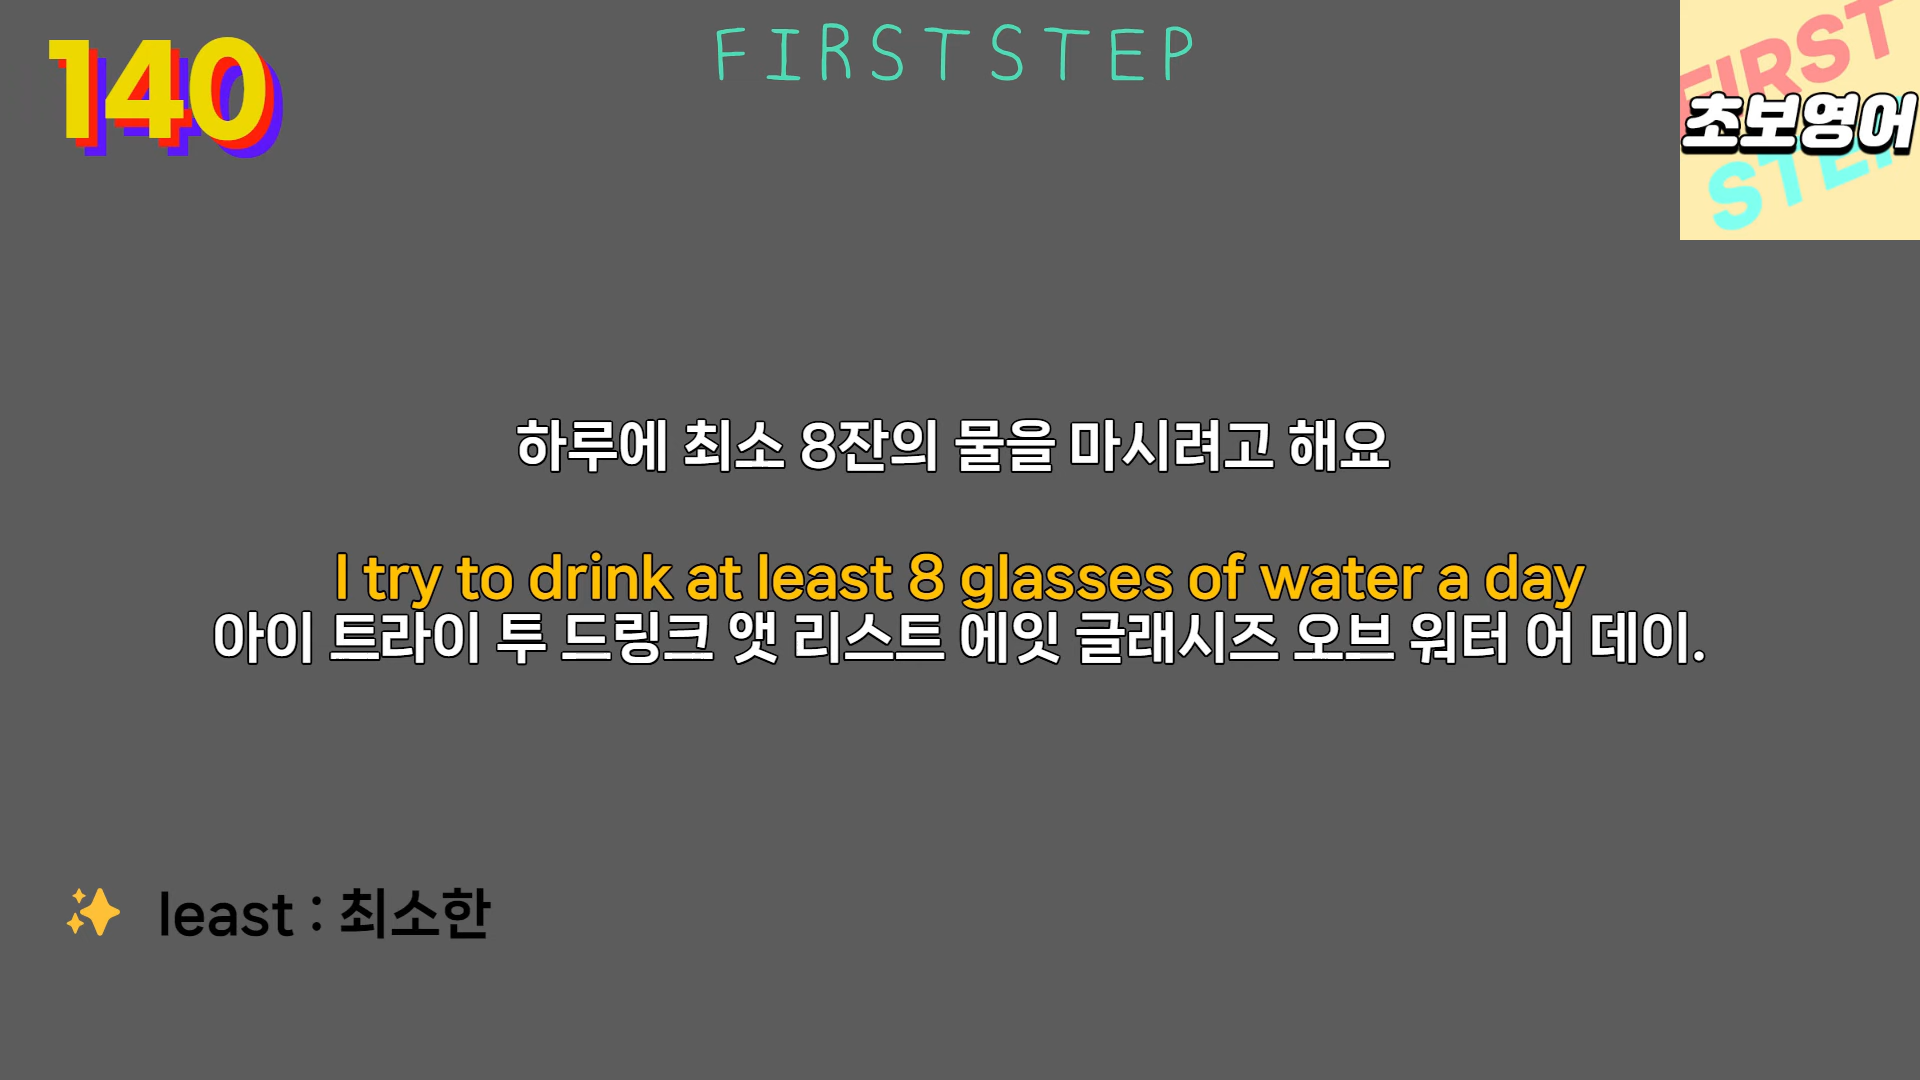 140
FIRSTSTEP
FIRST
초보영어
STEP
하루에 최소 8잔의 물을 마시려고 해요
I try to drink at least 8 glasses of water a day
아이 트라이 투 드링크 앳 리스트 에잇 글래시즈 오브 워터 어 데이.
least : 최소한